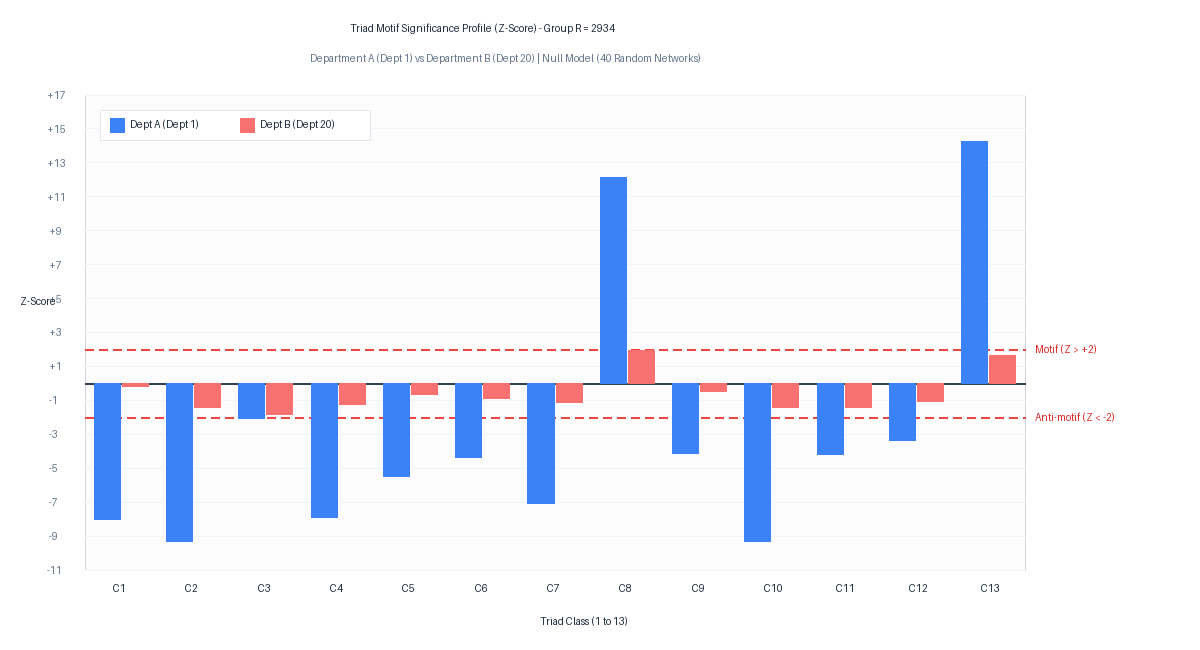 Triad Motif Significance Profile (Z-Score) - Group R = 2934
Department A (Dept 1) vs Department B (Dept 20) | Null Model (40 Random Networks)
+17
+15
+13
+11
+9
+7
+5
+3
+1
-1
-3
-5
-7
-9
-11
Z-Score
Dept A (Dept 1)
Dept B (Dept 20)
Motif (Z > +2)
Anti-motif (Z < -2)
C1 C2 C3 C4 C5 C6 C7 C8 C9 C10 C11 C12 C13
Triad Class (1 to 13)